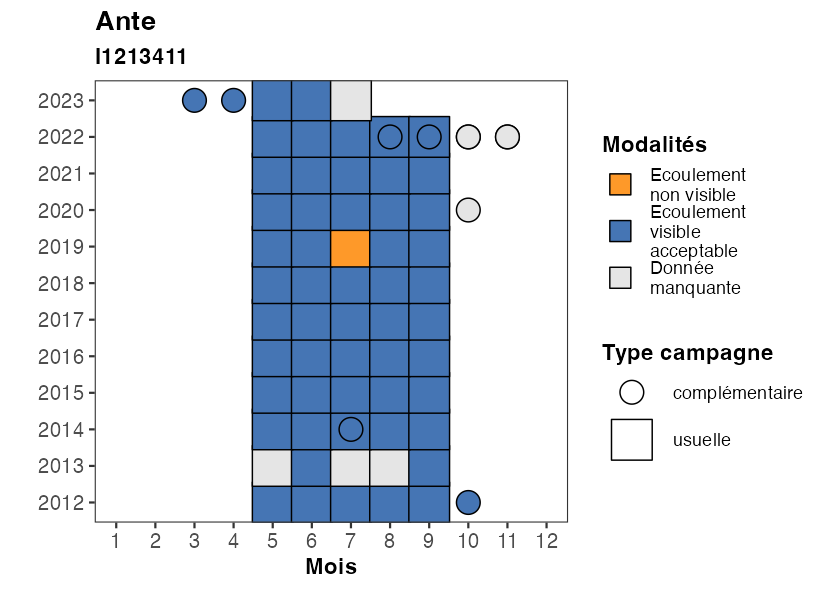 Ante
I1213411
2023
2022
2021
2020
2019
2018
2017
2016
2015
2014
2013
2012
1 2 3 4 5 6 7 8 9 10 11 12
Mois
Modalités
Ecoulement
non visible
Ecoulement
visible
acceptable
Donnée
manquante
Type campagne
complémentaire
usuelle